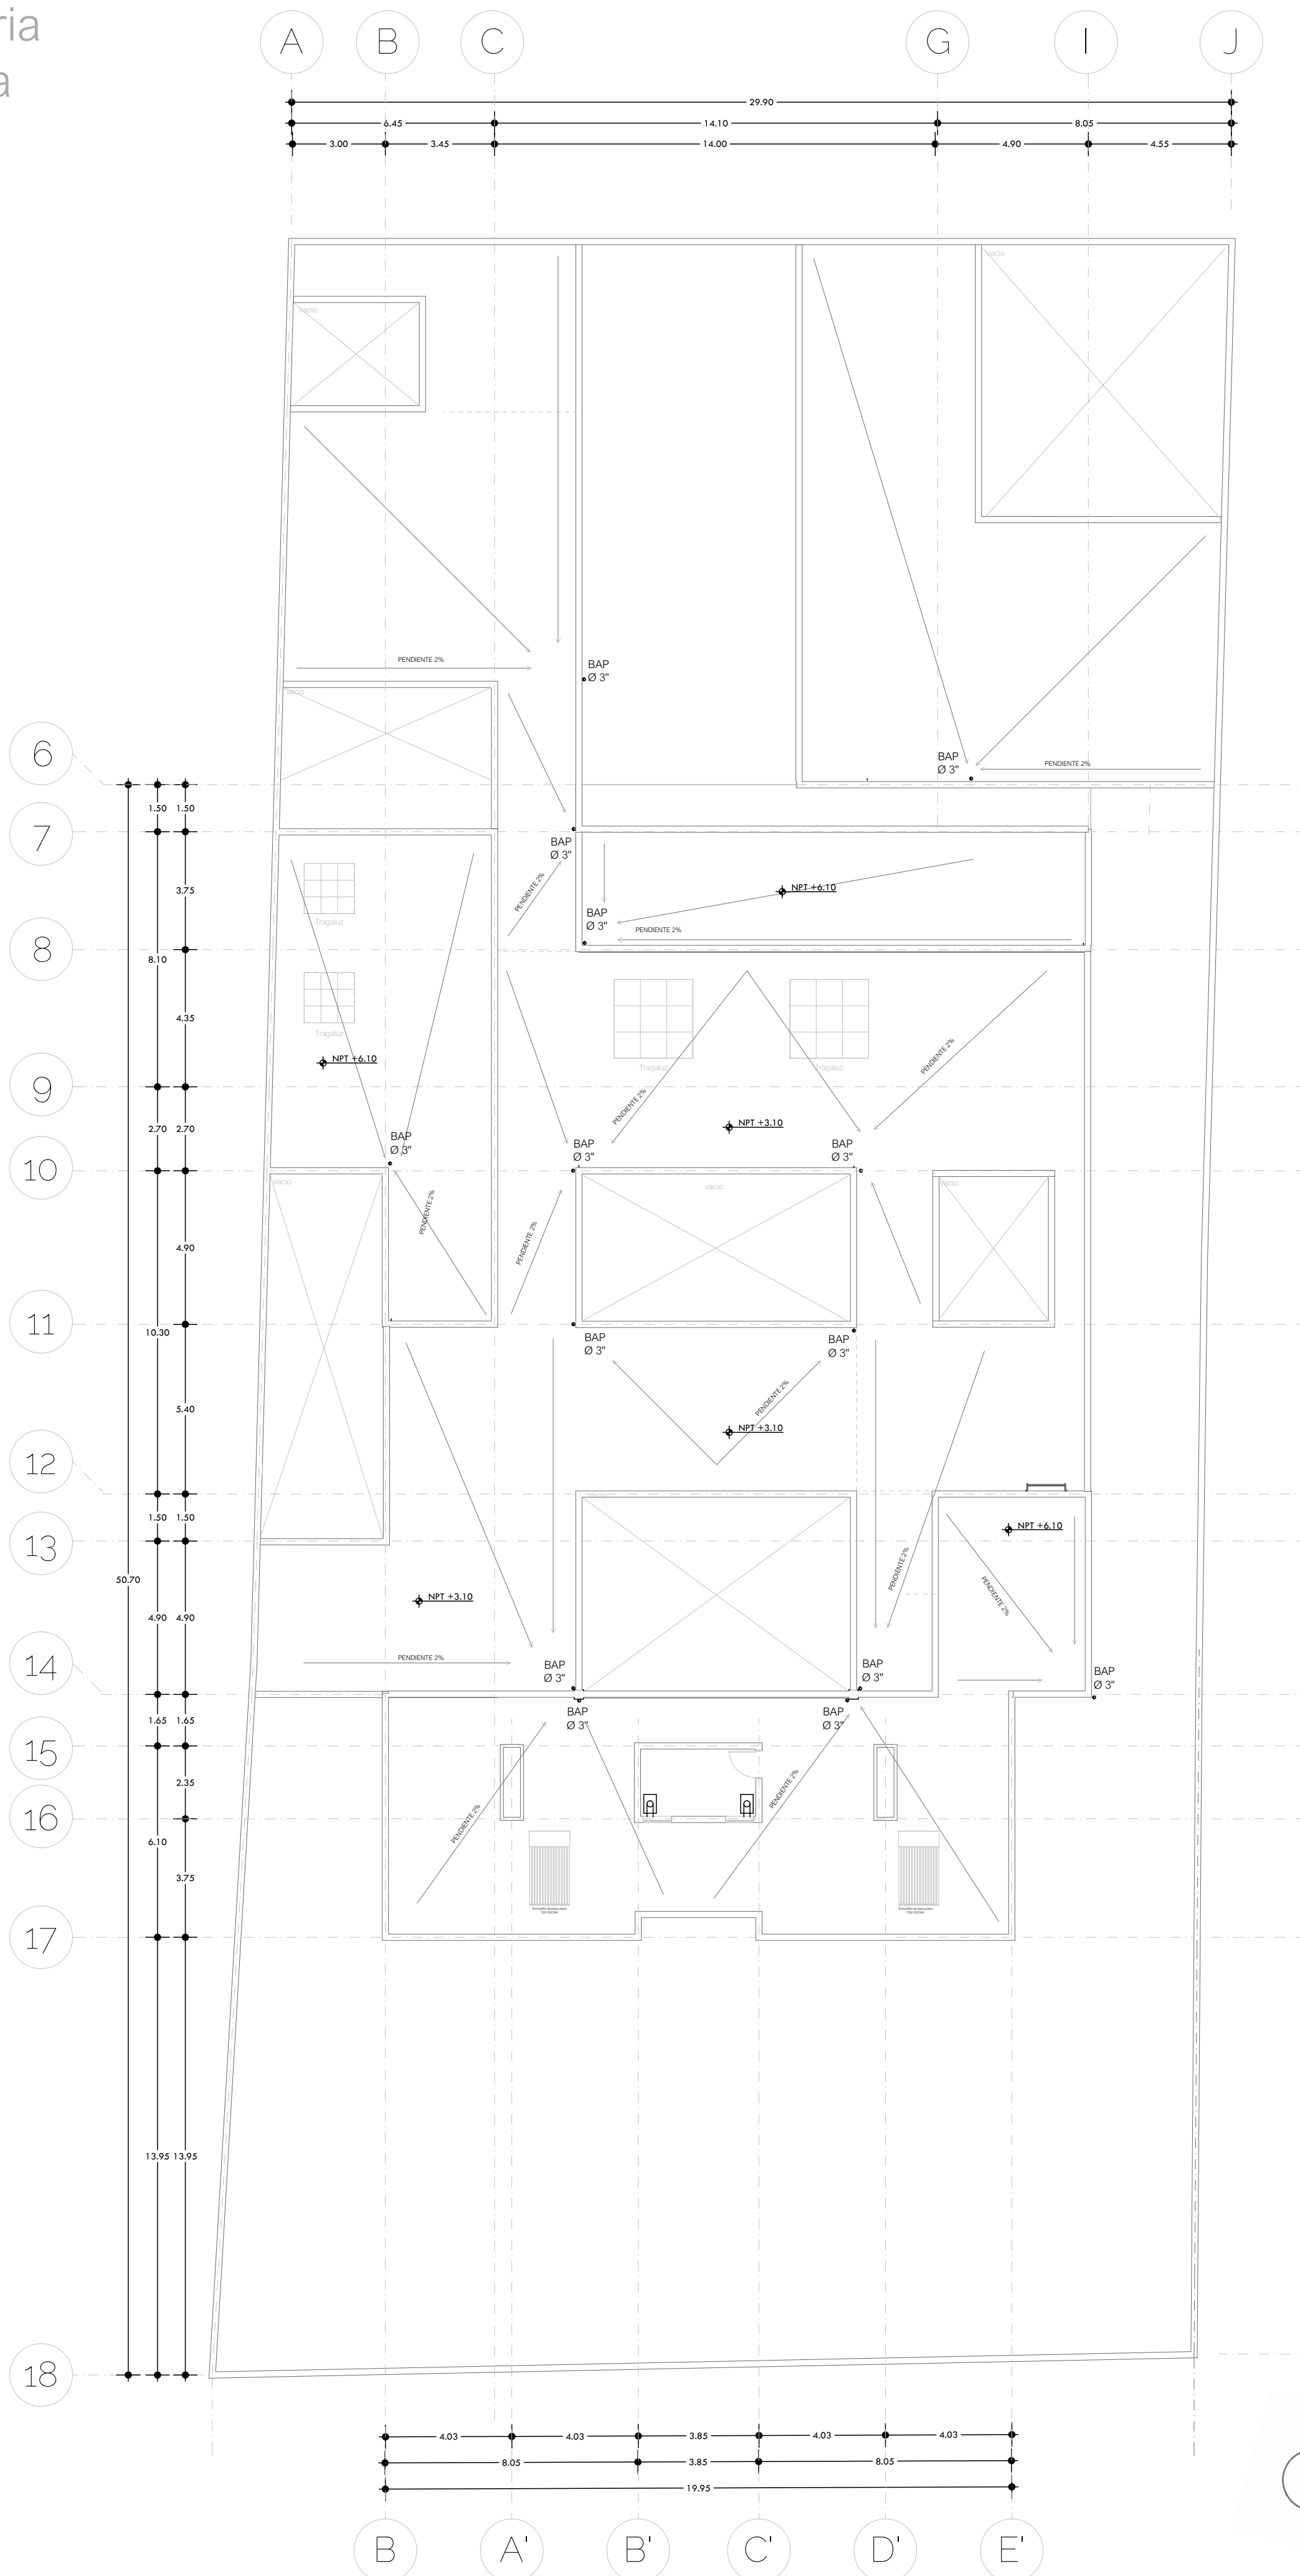 ria
a
A B C G I J
29.90
6.45 14.10 8.05
3.00 3.45 14.00 4.90 4.55
vacio
vacio
PENDIENTE 2%
BAP
Ø 3"
vacio
6
BAP
Ø 3"
PENDIENTE 2%
1.50 1.50
7
BAP
Ø 3"
PENDIENTE 2%
3.75
NPT +6.10
Tragaluz
BAP
Ø 3"
PENDIENTE 2%
8
8.10
4.35
Tragaluz
NPT +6.10
Tragaluz
Tragaluz
PENDIENTE 2%
PENDIENTE 2%
9
2.70 2.70
NPT +3.10
BAP
Ø 3"
BAP
Ø 3"
BAP
Ø 3"
10
vacio
vacio
vacio
PENDIENTE 2%
PENDIENTE 2%
4.90
11
10.30
BAP
Ø 3"
BAP
Ø 3"
PENDIENTE 2%
5.40
NPT +3.10
12
vacio
1.50 1.50
NPT +6.10
13
50.70
PENDIENTE 2%
PENDIENTE 2%
4.90 4.90
NPT +3.10
PENDIENTE 2%
14
BAP
Ø 3"
BAP
Ø 3"
BAP
Ø 3"
1.65 1.65
BAP
Ø 3"
BAP
Ø 3"
15
2.35
PENDIENTE 2%
PENDIENTE 2%
16
6.10
3.75
17
13.95 13.95
18
4.03 4.03 3.85 4.03 4.03
8.05 3.85 8.05
19.95
B A' B' C' D' E'